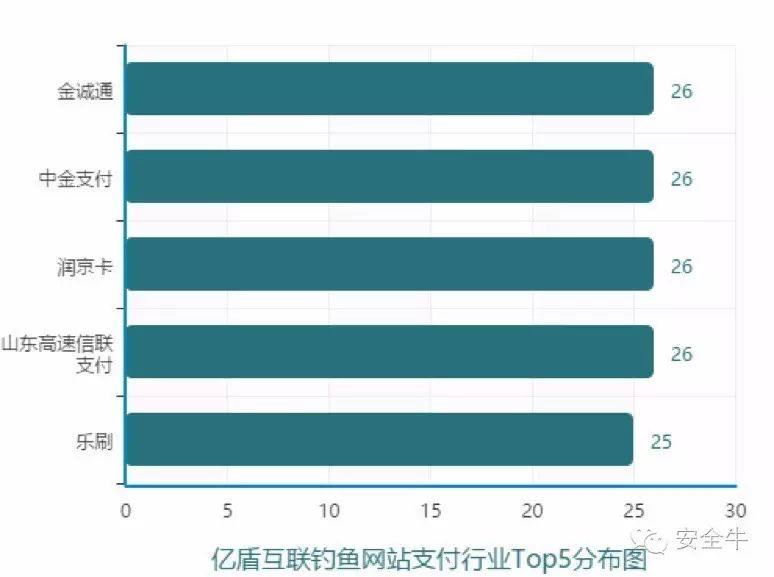 金诚通
26
中金支付
26
润京卡
26
山东高速信联
支付
26
乐刷
25
0 5 10 15 20 25 30
安全牛
亿盾互联钓鱼网站支付行业Top5分布图